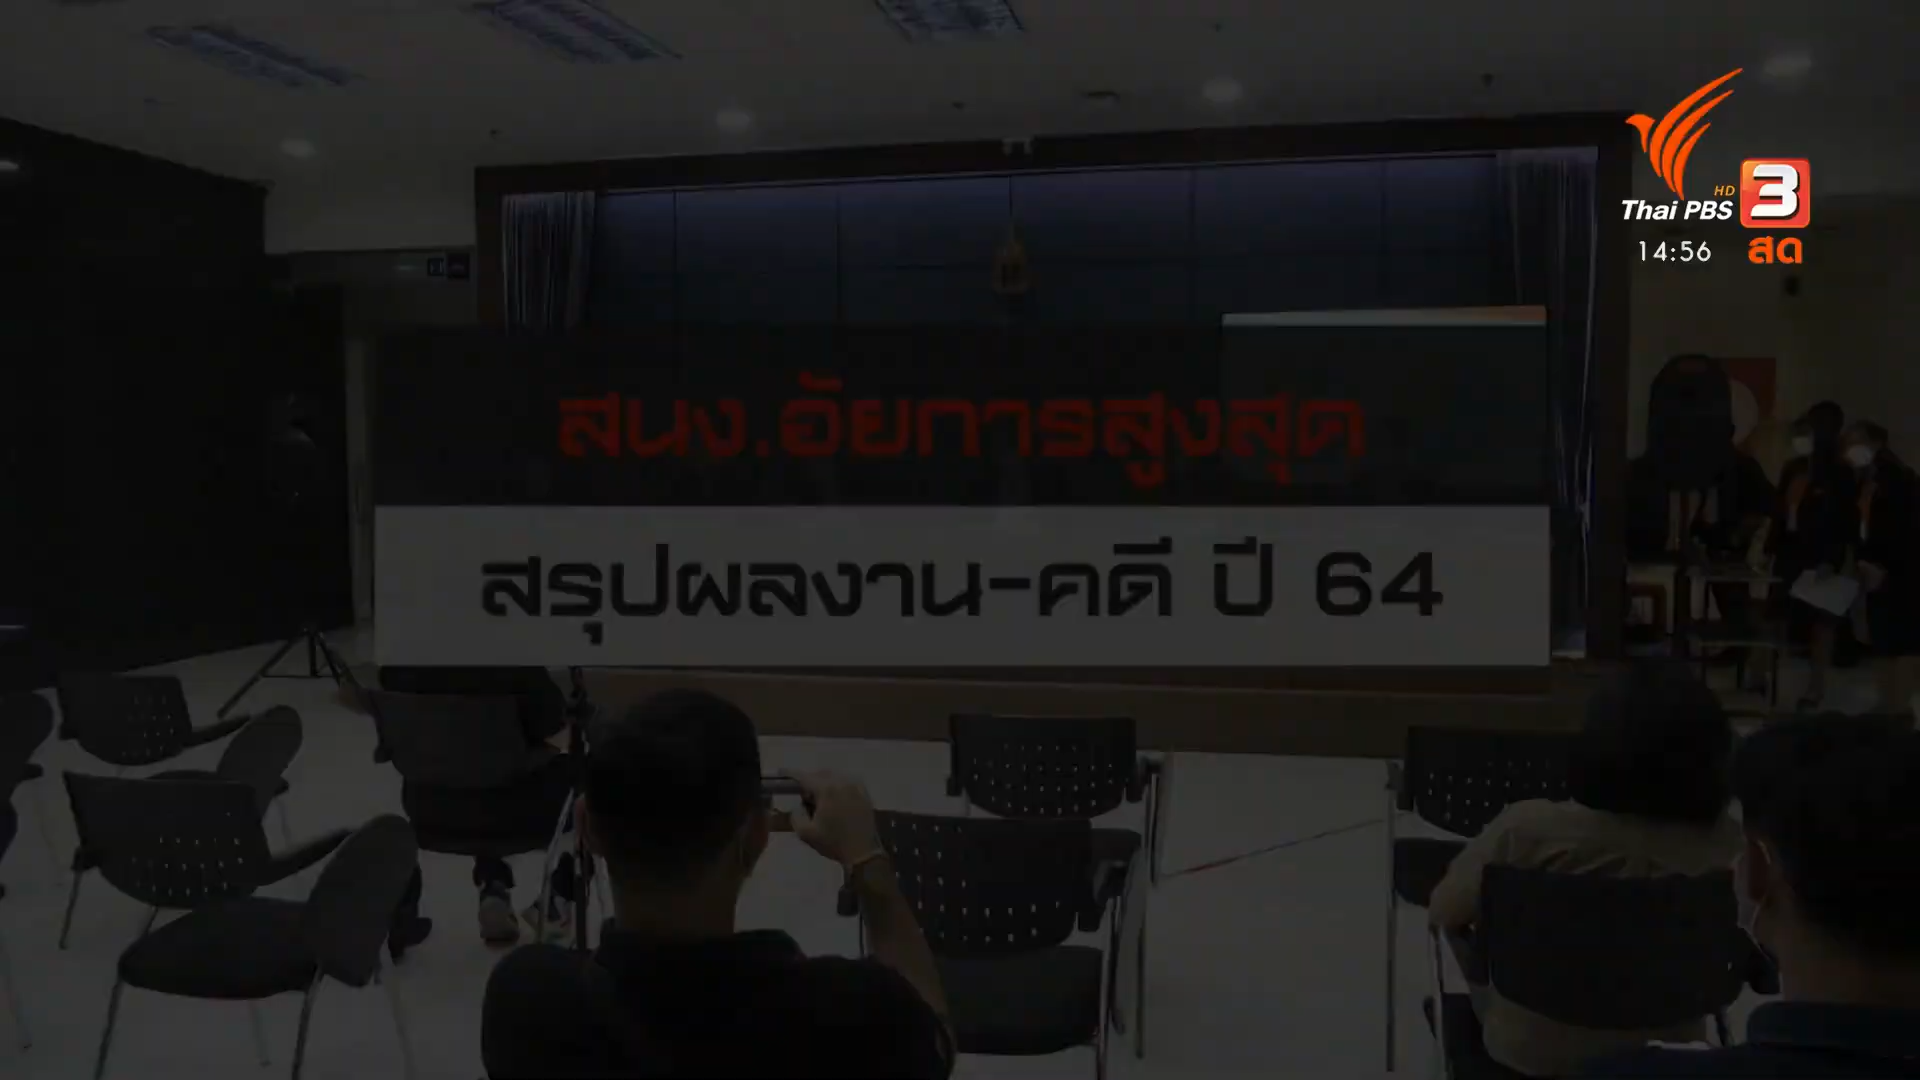 HD
Thai PBS 3
14:56 สด
สนง.อัยการสูงสุด
สรุปผลงาน-คดี ปี 64